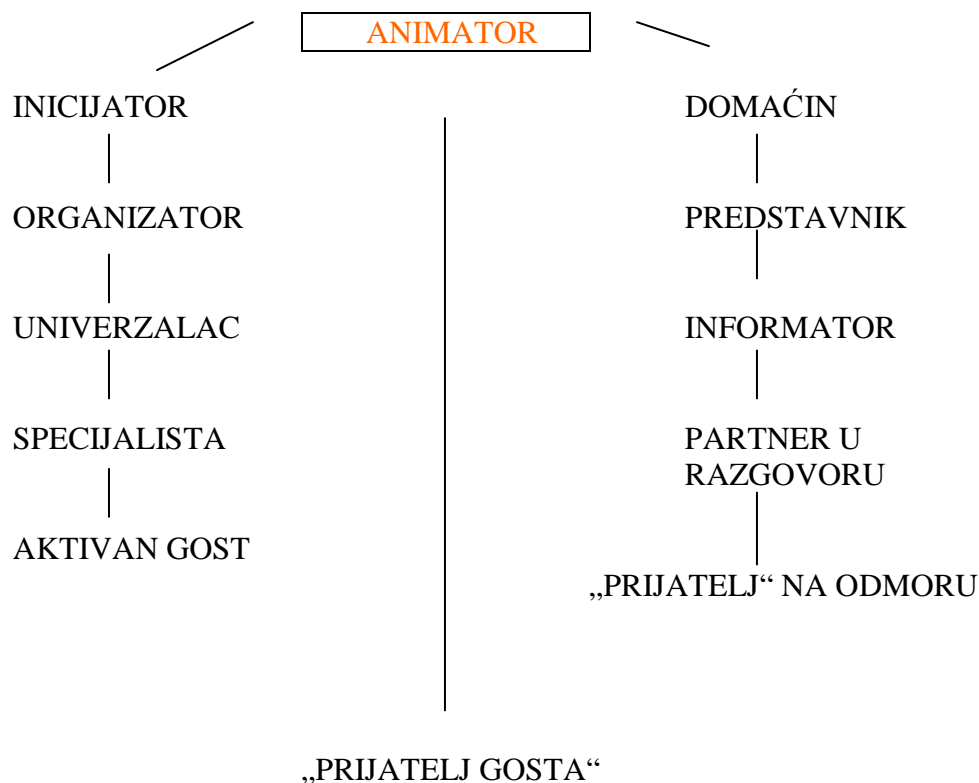 ANIMATOR
INICIJATOR
DOMAĆIN
ORGANIZATOR
PREDSTAVNIK
UNIVERZALAC
INFORMATOR
SPECIJALISTA
PARTNER U
RAZGOVORU
AKTIVAN GOST
„PRIJATELJ“ NA ODMORU
„PRIJATELJ GOSTA“